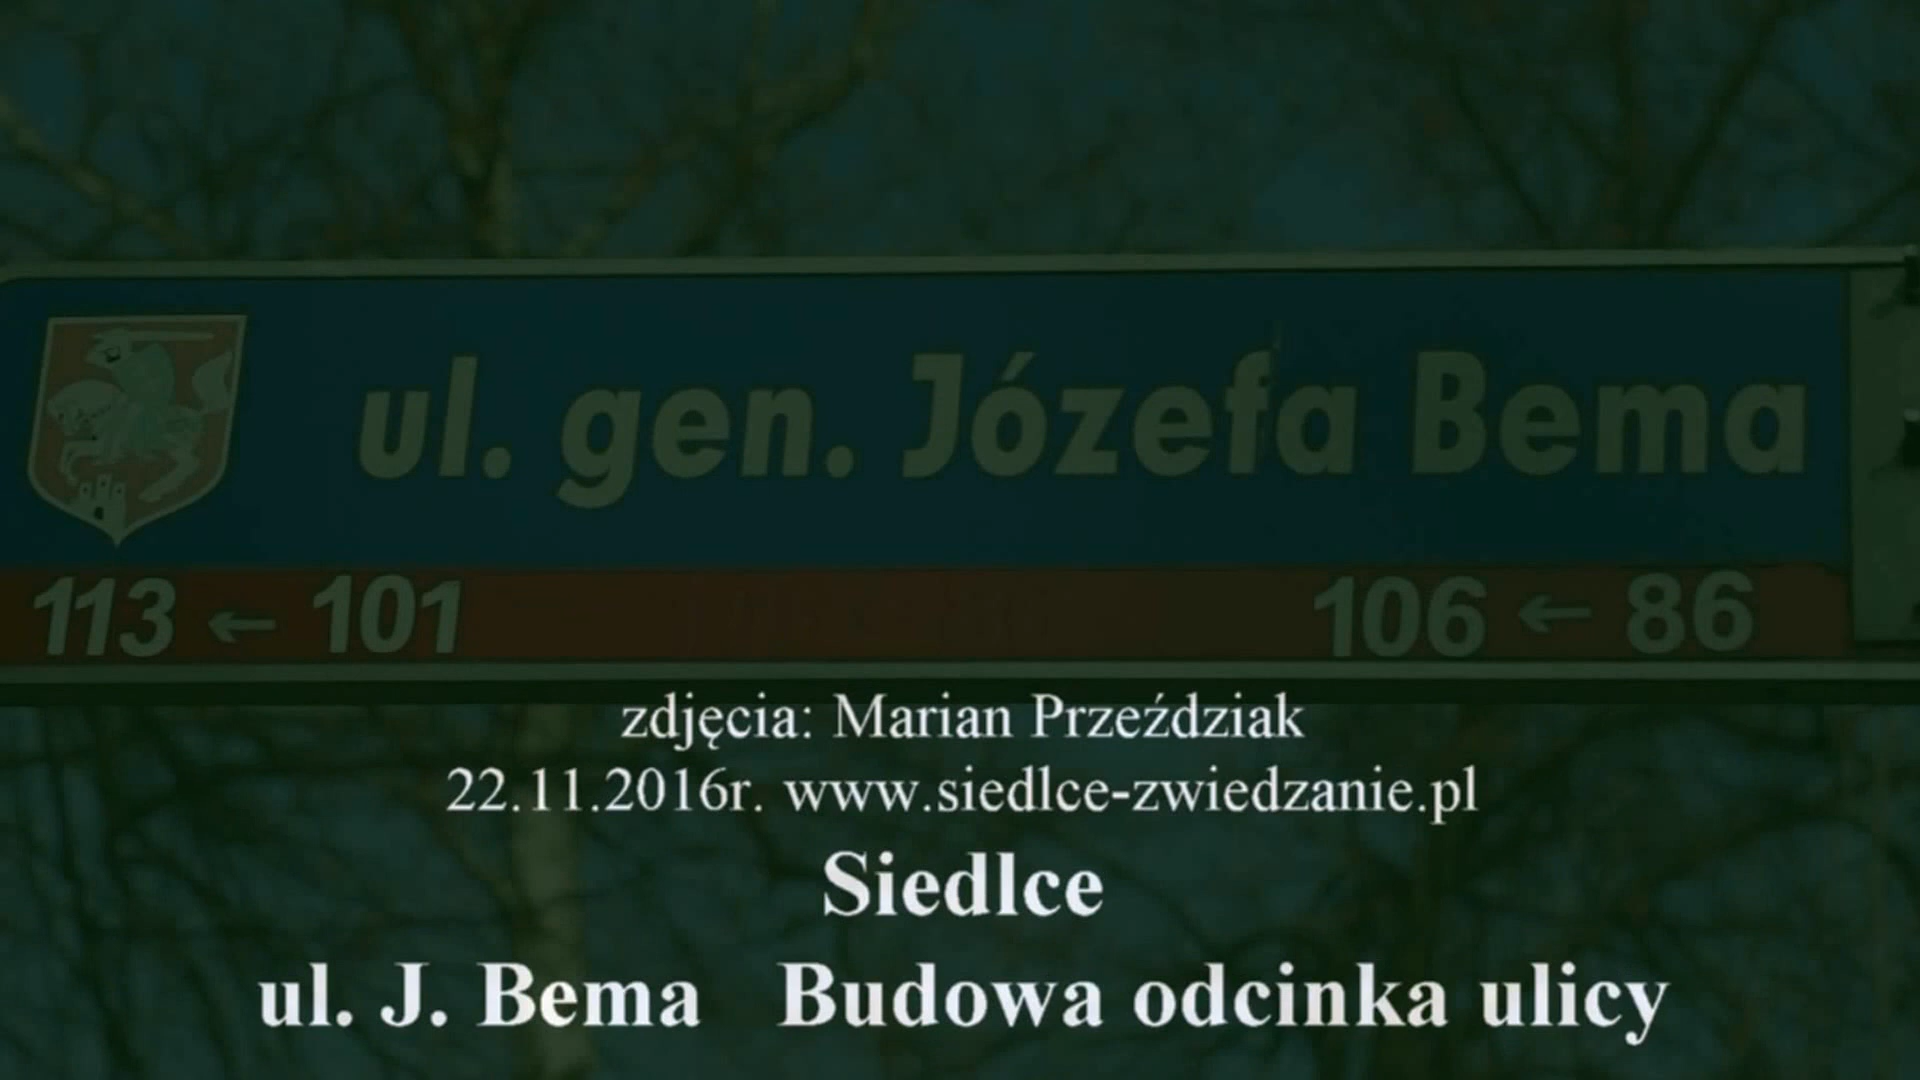 ul. gen. Józefa Bema
113 ← 101 106 ← 86
zdjęcia: Marian Przeździak
22.11.2016r. www.siedlce-zwiedzanie.pl
Siedlce
ul. J. Bema Budowa odcinka ulicy